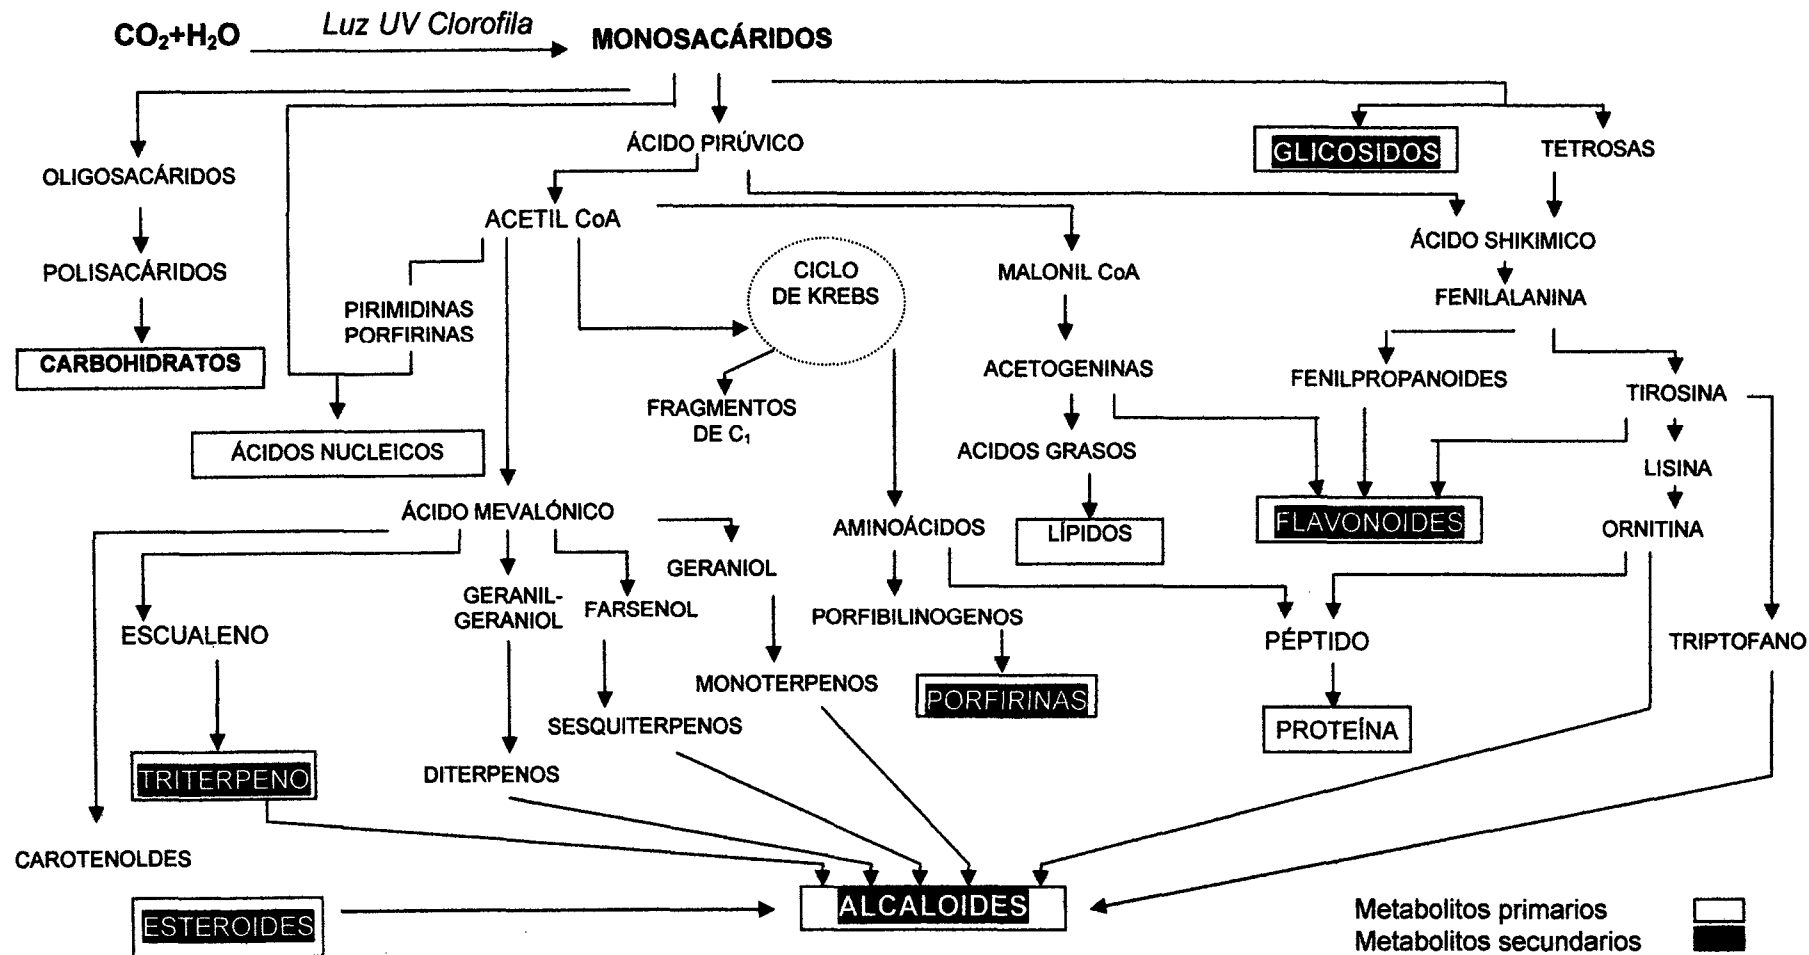 CO₂+H₂O
Luz UV Clorofila
MONOSACÁRIDOS
ÁCIDO PIRÚVICO
GLICOSIDOS
TETROSAS
OLIGOSACÁRIDOS
ACETIL CoA
ÁCIDO SHIKIMICO
POLISACÁRIDOS
CICLO
DE KREBS
MALONIL CoA
FENILALANINA
PIRIMIDINAS
PORFIRINAS
CARBOHIDRATOS
ACETOGENINAS
FENILPROPANOIDES
TIROSINA
FRAGMENTOS
DE C₁
ÁCIDOS NUCLEICOS
ACIDOS GRASOS
LISINA
ÁCIDO MEVALÓNICO
AMINOÁCIDOS
LÍPIDOS
FLAVONOIDES
ORNITINA
GERANIOL
GERANIL-
GERANIOL
FARSENOL
PORFIBILINOGENOS
ESCUALENO
PÉPTIDO
TRIPTOFANO
MONOTERPENOS
PORFIRINAS
SESQUITERPENOS
PROTEÍNA
TRITERPENO
DITERPENOS
CAROTENOLDES
ESTEROIDES
ALCALOIDES
Metabolitos primarios
Metabolitos secundarios